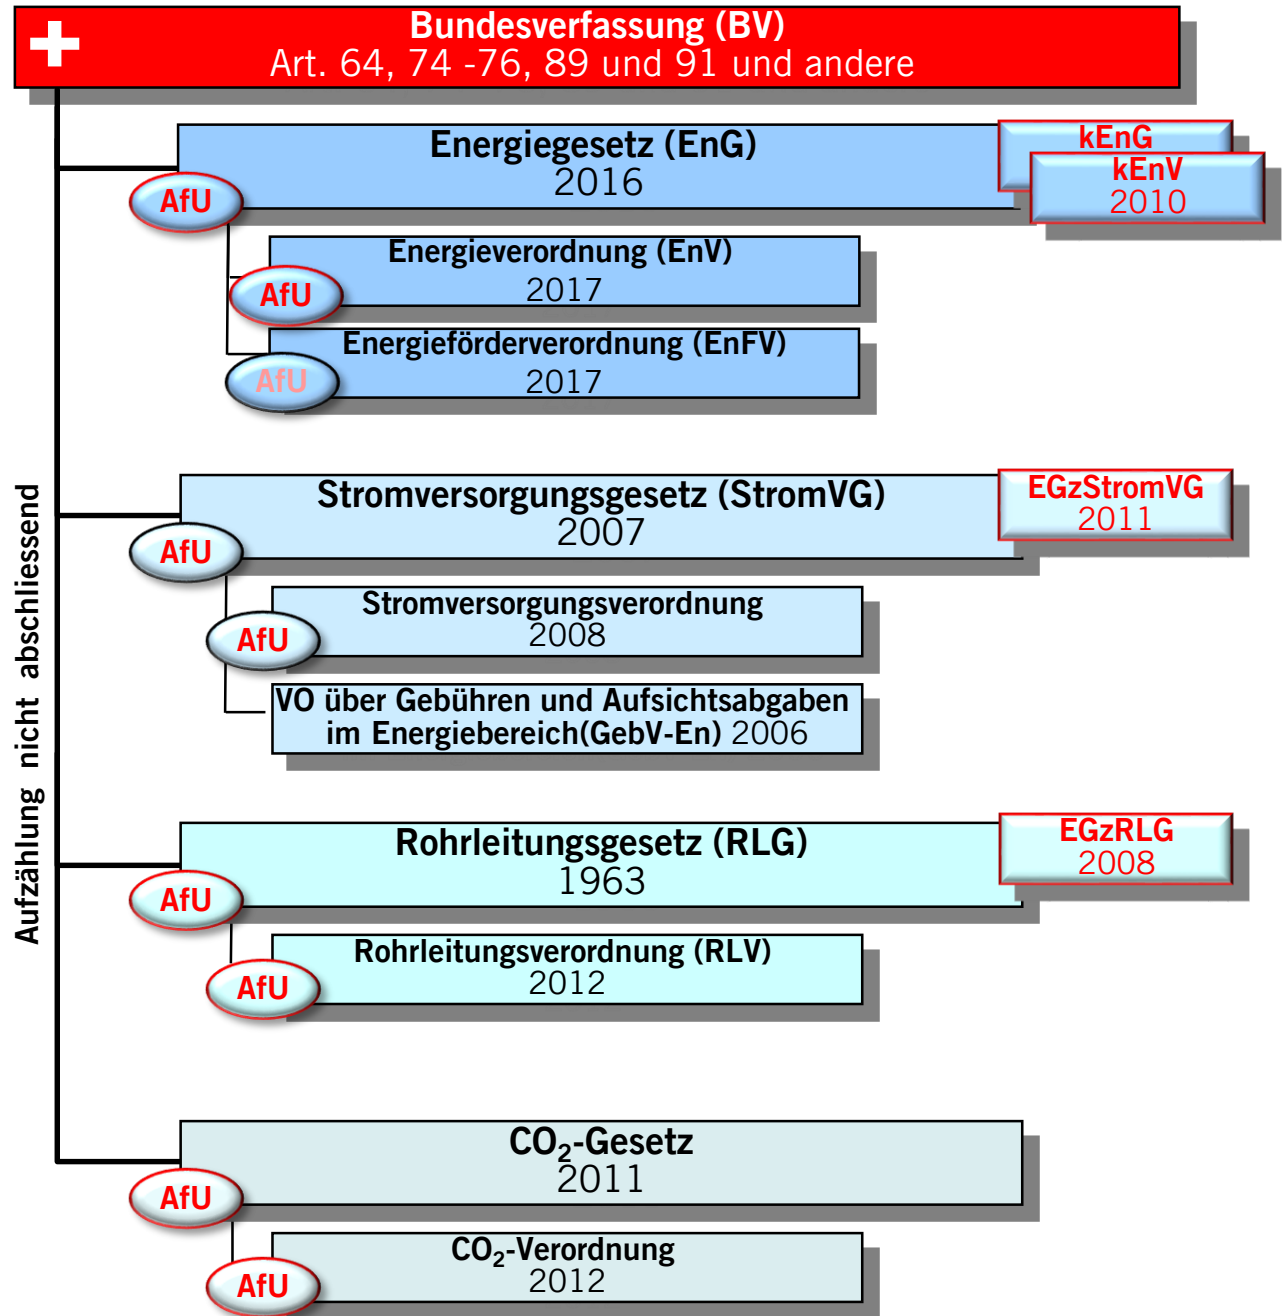 Bundesverfassung (BV)
Art. 64, 74 -76, 89 und 91 und andere
Aufzählung nicht abschliessend
Energiegesetz (EnG)
2016
kEnG
kEnV
2010
AfU
Energieverordnung (EnV)
2017
AfU
Energieförderverordnung (EnFV)
2017
AfU
Stromversorgungsgesetz (StromVG)
2007
EGzStromVG
2011
AfU
Stromversorgungsverordnung
2008
AfU
VO über Gebühren und Aufsichtsabgaben
im Energiebereich(GebV-En) 2006
Rohrleitungsgesetz (RLG)
1963
EGzRLG
2008
AfU
Rohrleitungsverordnung (RLV)
2012
AfU
CO₂-Gesetz
2011
AfU
CO₂-Verordnung
2012
AfU